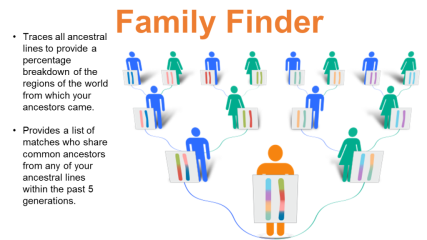 Family Finder
• Traces all ancestral
lines to provide a
percentage
breakdown of the
regions of the world
from which your
ancestors came.
• Provides a list of
matches who share
common ancestors
from any of your
ancestral lines
within the past 5
generations.